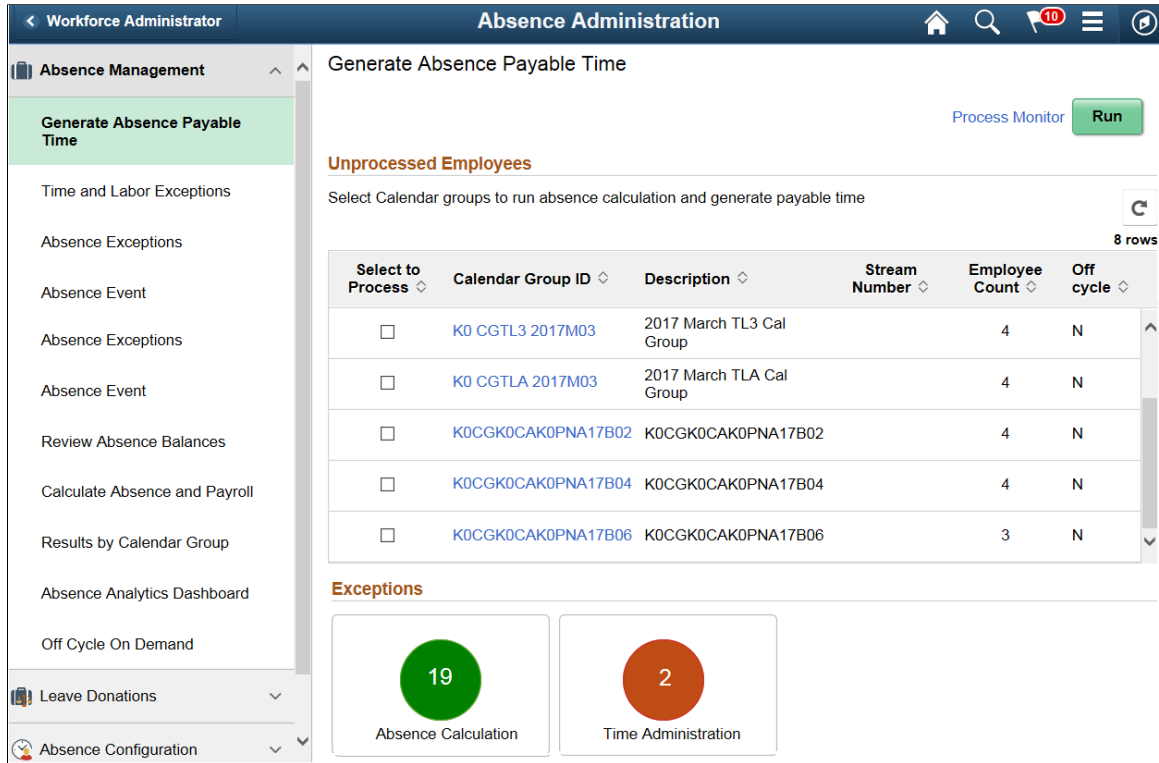 Workforce Administrator
Absence Administration
10
Absence Management
Generate Absence Payable
Time
Time and Labor Exceptions
Absence Exceptions
Absence Event
Absence Exceptions
Absence Event
Review Absence Balances
Calculate Absence and Payroll
Results by Calendar Group
Absence Analytics Dashboard
Off Cycle On Demand
Leave Donations
Absence Configuration
Generate Absence Payable Time
Process Monitor Run
Unprocessed Employees
Select Calendar groups to run absence calculation and generate payable time
8 rows
Select to Process Calendar Group ID Description Stream Number Employee Count Off cycle
K0 CGTL3 2017M03 2017 March TL3 Cal Group 4 N
K0 CGTLA 2017M03 2017 March TLA Cal Group 4 N
K0CGK0CAK0PNA17B02 K0CGK0CAK0PNA17B02 4 N
K0CGK0CAK0PNA17B04 K0CGK0CAK0PNA17B04 4 N
K0CGK0CAK0PNA17B06 K0CGK0CAK0PNA17B06 3 N
Exceptions
19
Absence Calculation
2
Time Administration